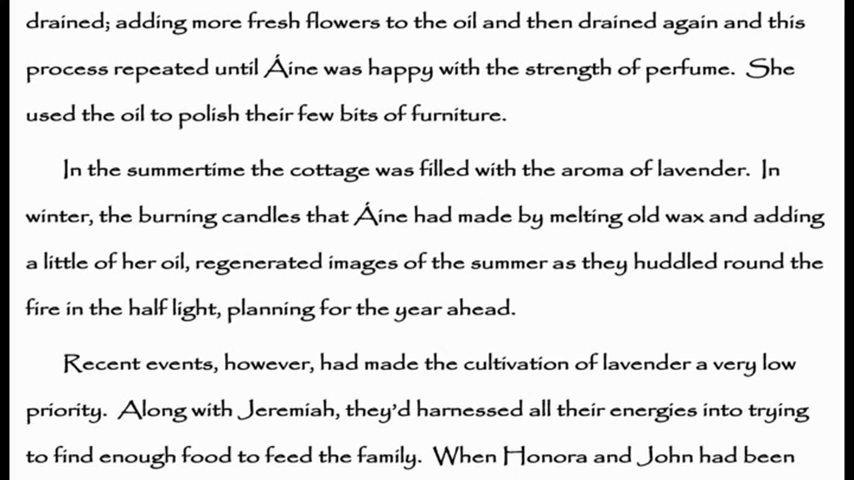 drained; adding more fresh flowers to the oil and then drained again and this
process repeated until Áine was happy with the strength of perfume. She
used the oil to polish their few bits of furniture.
In the summertime the cottage was filled with the aroma of lavender. In
winter, the burning candles that Áine had made by melting old wax and adding
a little of her oil, regenerated images of the summer as they huddled round the
fire in the half light, planning for the year ahead.
Recent events, however, had made the cultivation of lavender a very low
priority. Along with Jeremiah, they'd harnessed all their energies into trying
to find enough food to feed the family. When Honora and John had been